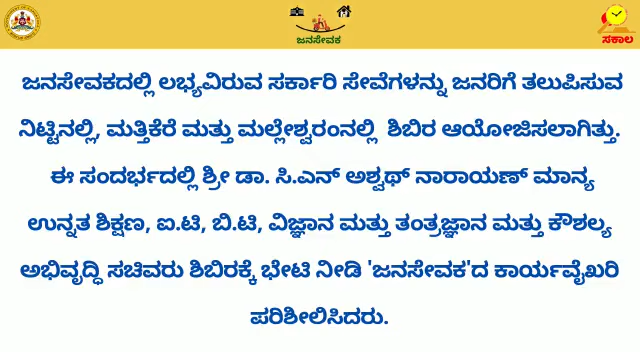 ಜನಸೇವಕ
ಸಕಾಲ
ಜನಸೇವಕದಲ್ಲಿ ಲಭ್ಯವಿರುವ ಸರ್ಕಾರಿ ಸೇವೆಗಳನ್ನು ಜನರಿಗೆ ತಲುಪಿಸುವ
ನಿಟ್ಟಿನಲ್ಲಿ, ಮತ್ತಿಕೆರೆ ಮತ್ತು ಮಲ್ಲೇಶ್ವರಂನಲ್ಲಿ ಶಿಬಿರ ಆಯೋಜಿಸಲಾಗಿತ್ತು.
ಈ ಸಂದರ್ಭದಲ್ಲಿ ಶ್ರೀ ಡಾ. ಸಿ.ಎನ್ ಅಶ್ವಥ್ ನಾರಾಯಣ್ ಮಾನ್ಯ
ಉನ್ನತ ಶಿಕ್ಷಣ, ಐ.ಟಿ, ಬಿ.ಟಿ, ವಿಜ್ಞಾನ ಮತ್ತು ತಂತ್ರಜ್ಞಾನ ಮತ್ತು ಕೌಶಲ್ಯ
ಅಭಿವೃದ್ಧಿ ಸಚಿವರು ಶಿಬಿರಕ್ಕೆ ಭೇಟಿ ನೀಡಿ 'ಜನಸೇವಕ'ದ ಕಾರ್ಯವೈಖರಿ
ಪರಿಶೀಲಿಸಿದರು.